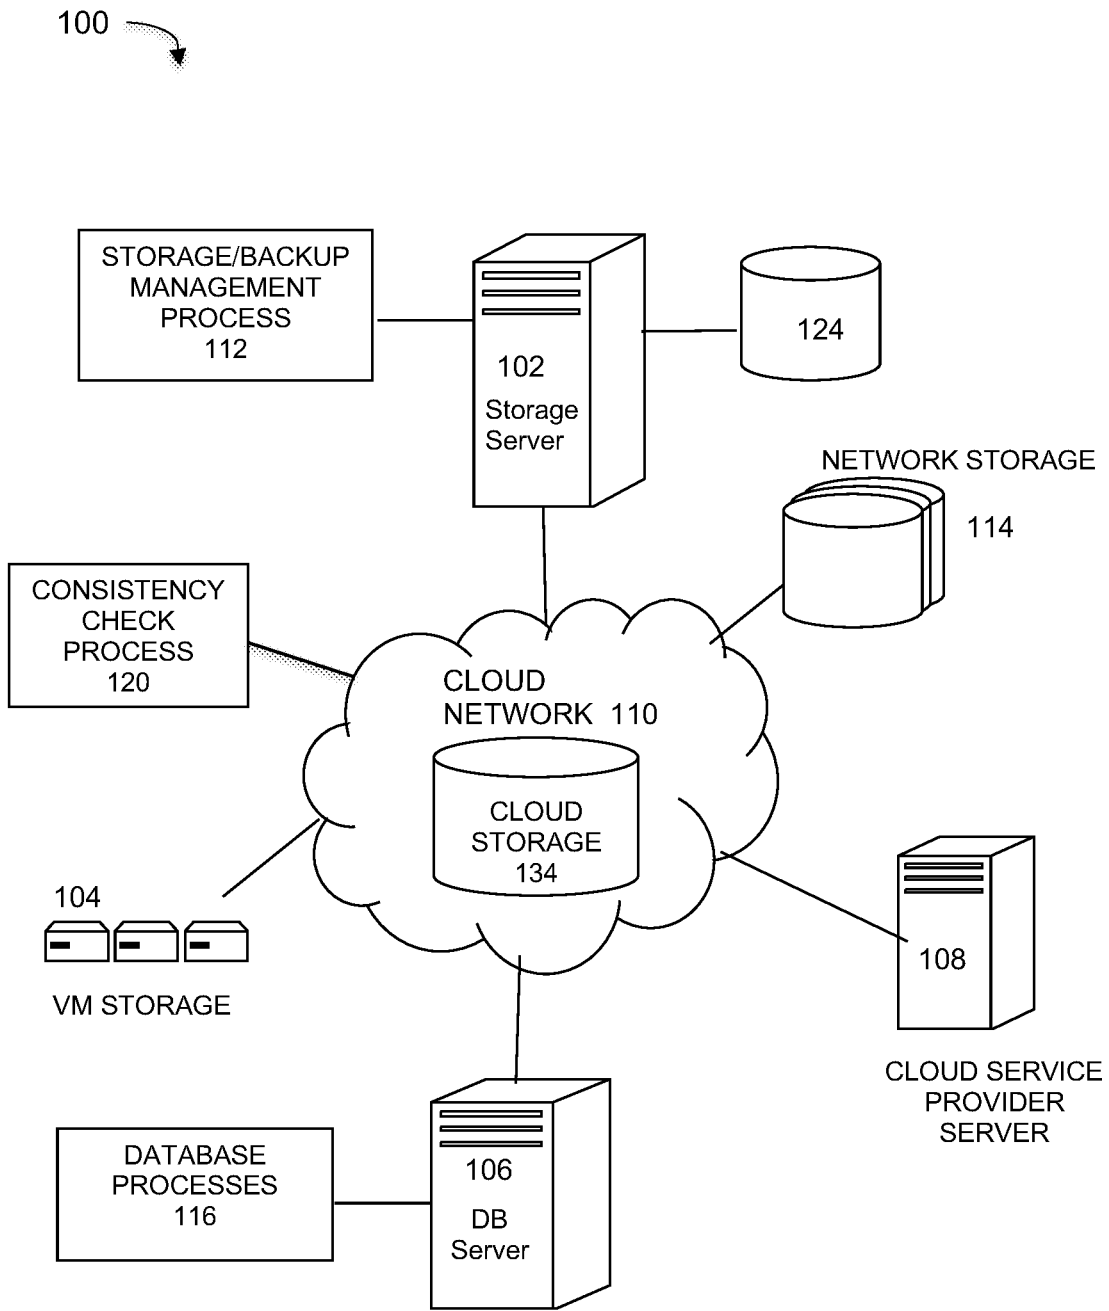 100
STORAGE/BACKUP
MANAGEMENT
PROCESS
112
102
Storage
Server
124
NETWORK STORAGE
114
CONSISTENCY
CHECK
PROCESS
120
CLOUD
NETWORK 110
CLOUD
STORAGE
134
104
VM STORAGE
108
CLOUD SERVICE
PROVIDER
SERVER
DATABASE
PROCESSES
116
106
DB
Server